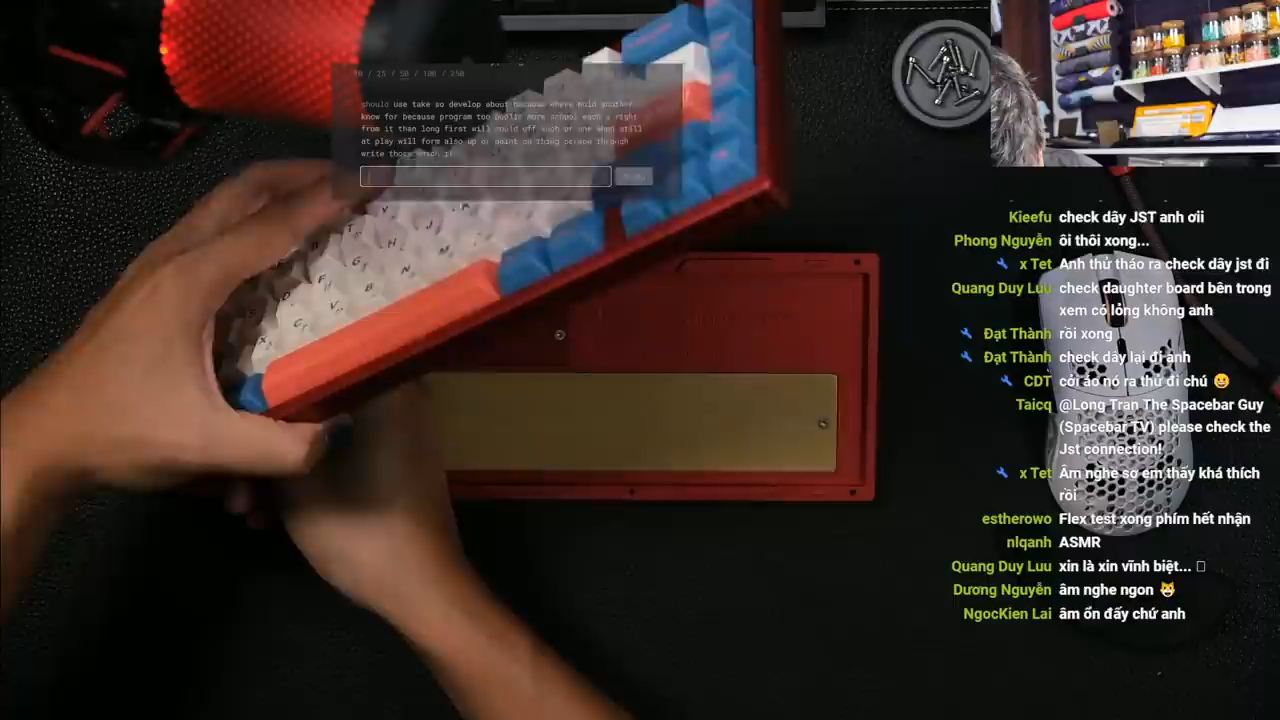 10 / 25 / 50 / 100 / 250
should use take so develop about because where hold another
know for because program too public more school each a right
from it than long first will could off such or one when still
at play will form also up or point on thing person through
write those which
T
J
H
G
F
N
B
D
V
S
C
X
Kieefu check dây JST anh ơii
Phong Nguyễn ôi thôi xong...
x Tet Anh thử tháo ra check dây jst đi
Quang Duy Luu check daughter board bên trong
xem có lỏng không anh
Đạt Thành rồi xong
Đạt Thành check dây lại đi anh
CDT cởi áo nó ra thử đi chú 😀
Taicq @Long Tran The Spacebar Guy
(Spacebar TV) please check the
Jst connection!
x Tet Âm nghe sơ em thấy khá thích
rồi
estherowo Flex test xong phím hết nhận
nlqanh ASMR
Quang Duy Luu xin là xin vĩnh biệt...
Dương Nguyễn âm nghe ngon 😸
NgocKien Lai âm ổn đấy chứ anh